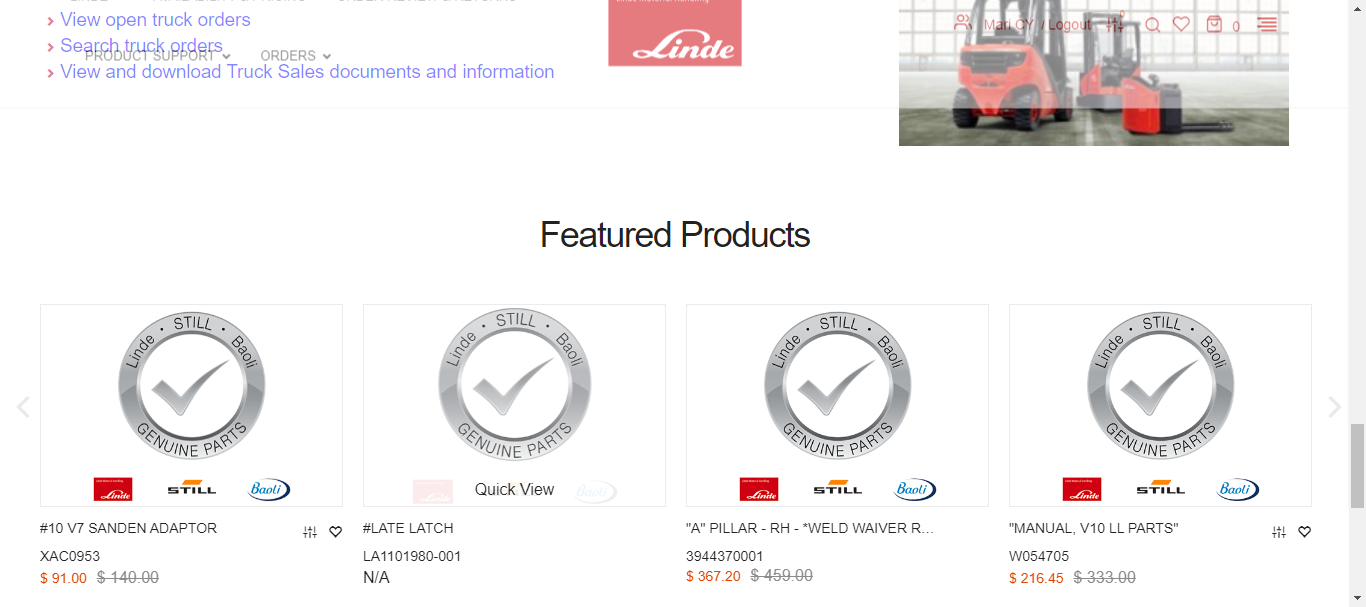 View open truck orders
Search truck orders
PRODUCT SUPPORT
ORDERS
View and download Truck Sales documents and information
Linde
Mari CY / Logout
0
0
Featured Products
Linde · STILL · Baoli
GENUINE PARTS
Linde
STILL
Baoli
#10 V7 SANDEN ADAPTOR
XAC0953
$ 91.00 $ 140.00
Linde · STILL · Baoli
GENUINE PARTS
Linde
Quick View
Baoli
#LATE LATCH
LA1101980-001
N/A
Linde · STILL · Baoli
GENUINE PARTS
Linde
STILL
Baoli
"A" PILLAR - RH - *WELD WAIVER R...
3944370001
$ 367.20 $ 459.00
Linde · STILL · Baoli
GENUINE PARTS
Linde
STILL
Baoli
"MANUAL, V10 LL PARTS"
W054705
$ 216.45 $ 333.00